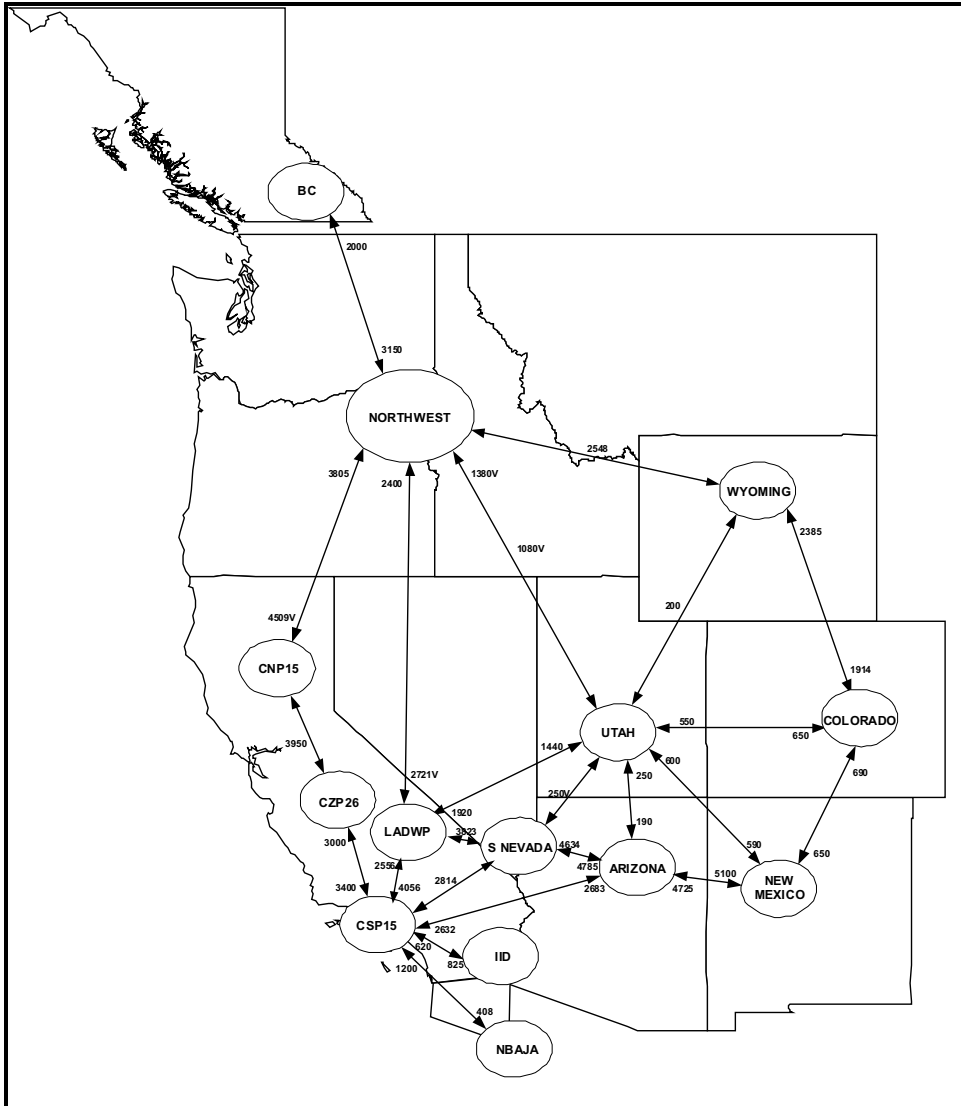 BC
2000
3150
NORTHWEST
3805
2400
1380V
2548
WYOMING
2385
1080V
200
4509V
CNP15
1914
COLORADO
UTAH
550
650
3950
1440
600
250
690
2721V
250V
CZP26
1920
LADWP
3823
190
S NEVADA
4634
590
3000
2556
4785
ARIZONA
650
2814
5100
NEW
MEXICO
3400
4056
2683
4725
CSP15
2632
620
IID
825
1200
408
NBAJA